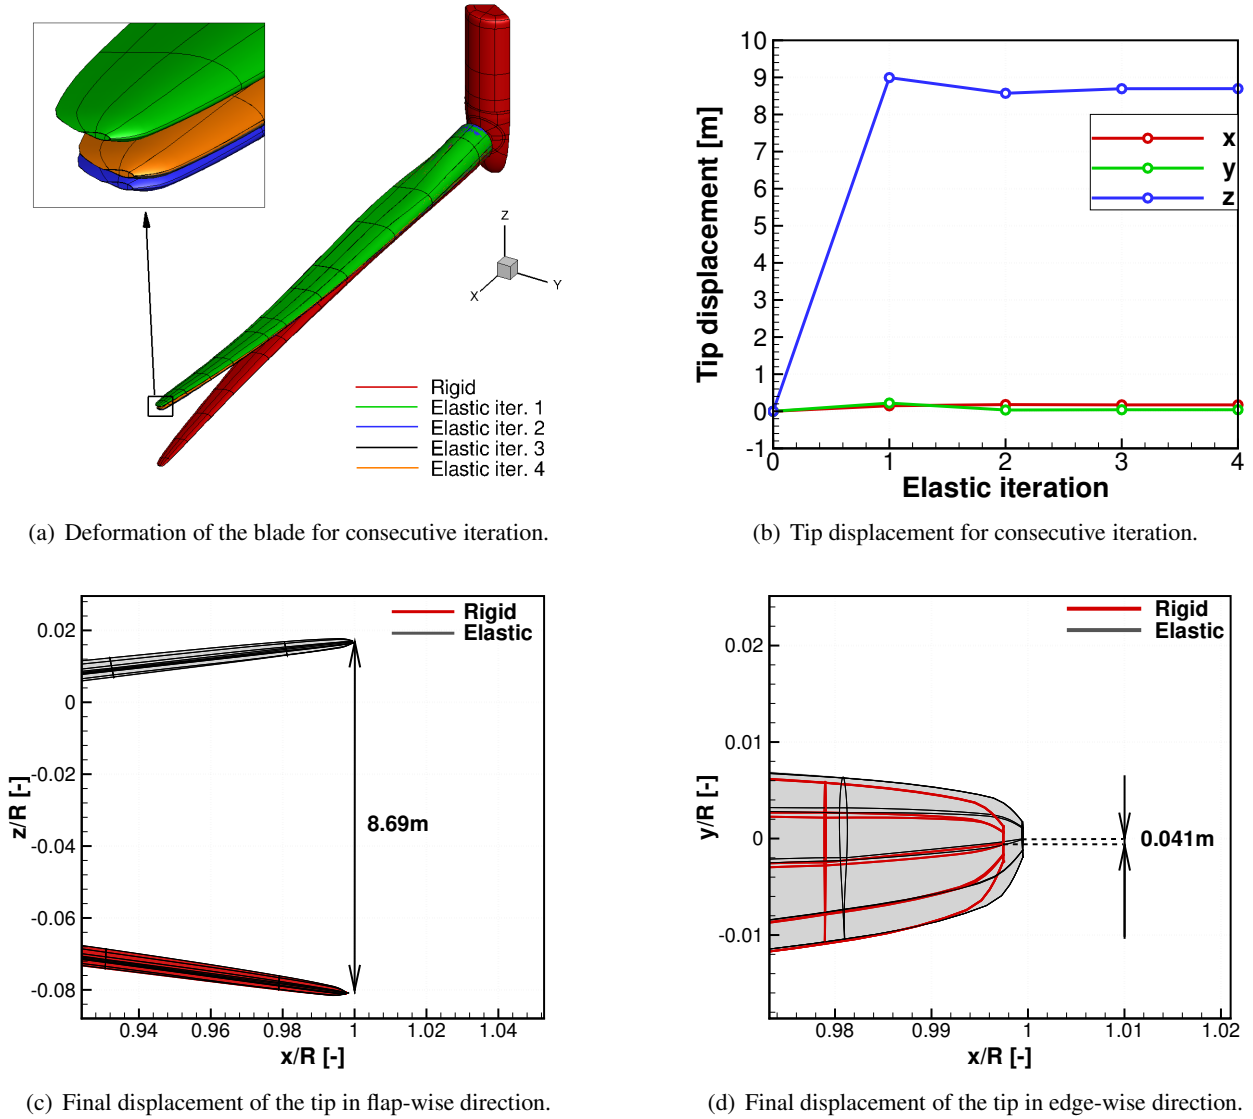 Z
Y
X
Rigid
Elastic iter. 1
Elastic iter. 2
Elastic iter. 3
Elastic iter. 4
(a) Deformation of the blade for consecutive iteration.
10
9
8
7
6
5
4
3
2
1
0
-1
0
1
2
3
4
Tip displacement [m]
Elastic iteration
x
y
z
(b) Tip displacement for consecutive iteration.
Rigid
Elastic
0.02
0
-0.02
-0.04
-0.06
-0.08
z/R [-]
8.69m
0.94
0.96
0.98
1
1.02
1.04
x/R [-]
(c) Final displacement of the tip in flap-wise direction.
Rigid
Elastic
0.02
0.01
0
-0.01
y/R [-]
0.041m
0.98
0.99
1
1.01
1.02
x/R [-]
(d) Final displacement of the tip in edge-wise direction.